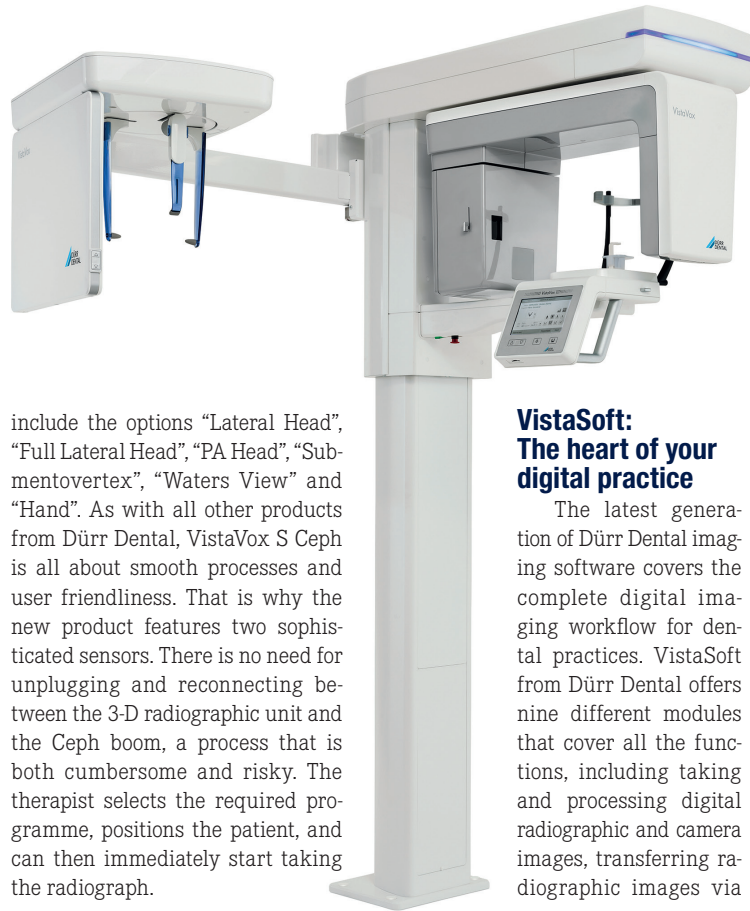 VistaVox
VistaVox
DÜRR
DENTAL
DÜRR
DENTAL
include the options “Lateral Head”,
“Full Lateral Head”, “PA Head”, “Sub-
mentovertex”, “Waters View” and
“Hand”. As with all other products
from Dürr Dental, VistaVox S Ceph
is all about smooth processes and
user friendliness. That is why the
new product features two sophis-
ticated sensors. There is no need for
unplugging and reconnecting be-
tween the 3-D radiographic unit and
the Ceph boom, a process that is
both cumbersome and risky. The
therapist selects the required pro-
gramme, positions the patient, and
can then immediately start taking
the radiograph.
VistaSoft:
The heart of your
digital practice
The latest genera-
tion of Dürr Dental imag-
ing software covers the
complete digital ima-
ging workflow for den-
tal practices. VistaSoft
from Dürr Dental offers
nine different modules
that cover all the func-
tions, including taking
and processing digital
radiographic and camera
images, transferring ra-
diographic images via